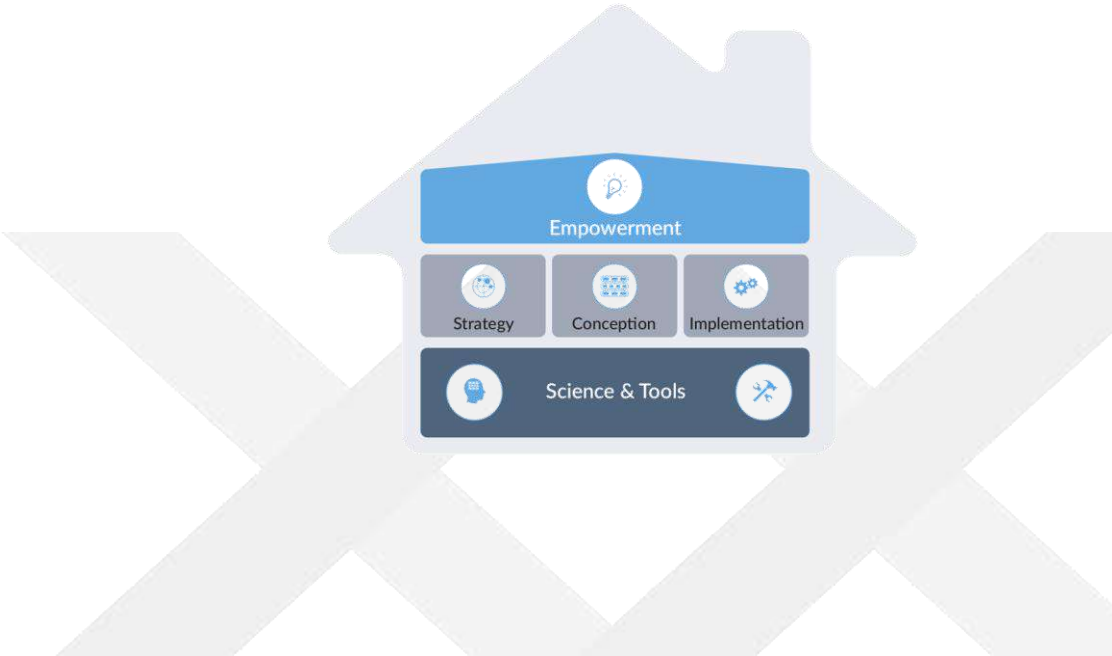 Empowerment
Strategy
Conception
Implementation
Science & Tools